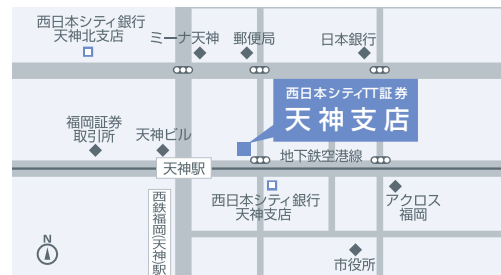 西日本シティ銀行
天神北支店
ミーナ天神
郵便局
日本銀行
西日本シティTT証券
天神支店
福岡証券
取引所
天神ビル
天神駅
地下鉄空港線
西日本シティ銀行
天神支店
アクロス
福岡
西鉄福岡(天神)駅
市役所
N